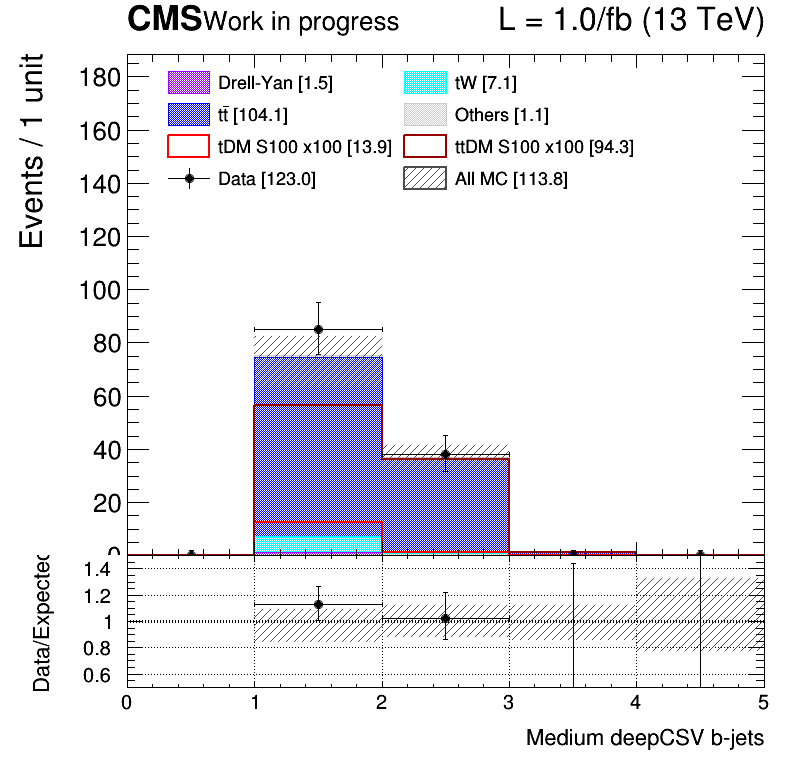 CMS Work in progress L = 1.0/fb (13 TeV)
Events / 1 unit
Drell-Yan [1.5] tW [7.1]
tt̄ [104.1] Others [1.1]
tDM S100 x100 [13.9] ttDM S100 x100 [94.3]
Data [123.0] All MC [113.8]
180
160
140
120
100
80
60
40
20
0
Data/Expected
1.4
1.2
1
0.8
0.6
0 1 2 3 4 5
Medium deepCSV b-jets